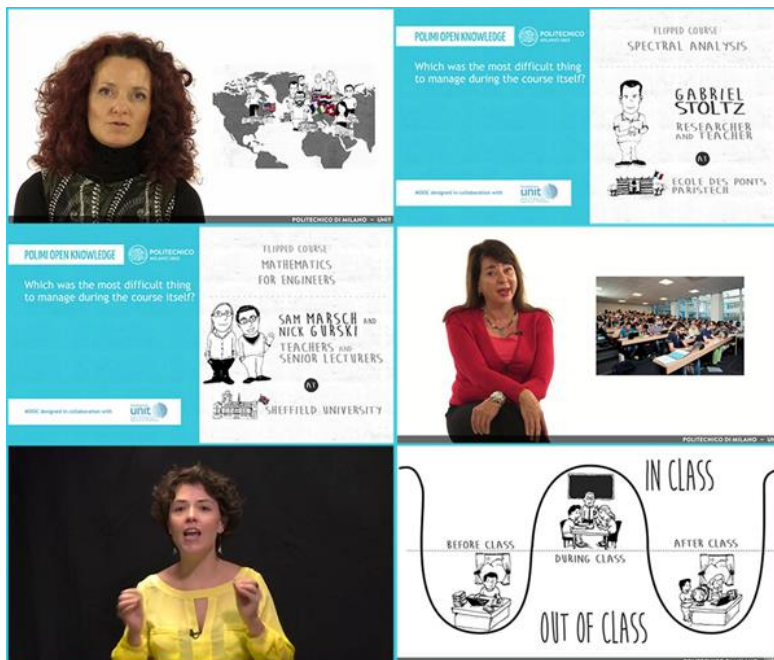 POLITECNICO DI MILANO – UNIT
POLIMI OPEN KNOWLEDGE
POLITECNICO
MILANO 1863
Which was the most difficult thing
to manage during the course itself?
MOOC designed in collaboration with
unit
FLIPPED COURSE:
SPECTRAL ANALYSIS
GABRIEL
STOLTZ
RESEARCHER
AND TEACHER
AT
ECOLE DES PONTS
PARISTECH
POLIMI OPEN KNOWLEDGE
POLITECNICO
MILANO 1863
Which was the most difficult thing
to manage during the course itself?
MOOC designed in collaboration with
unit
FLIPPED COURSE:
MATHEMATICS
FOR ENGINEERS
SAM MARSCH AND
NICK GURSKI
TEACHERS AND
SENIOR LECTURERS
AT
SHEFFIELD UNIVERSITY
POLITECNICO DI MILANO – UN
IN CLASS
BEFORE CLASS
DURING CLASS
AFTER CLASS
OUT OF CLASS